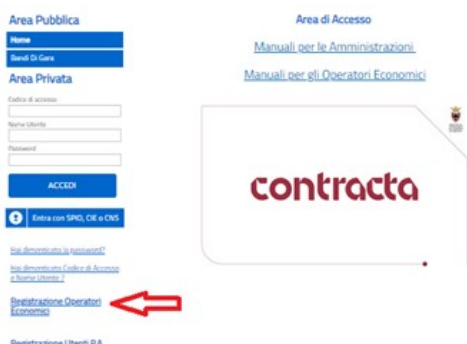 Area Pubblica
Home
Bandi Di Gara
Area Privata
Codice di accesso
Nome Utente
Password
ACCEDI
Entra con SPID, CIE o CNS
Hai dimenticato la password?
Hai dimenticato Codice di Accesso
e Nome Utente ?
Registrazione Operatori
Economici
Registrazione Utenti P.A.
Area di Accesso
Manuali per le Amministrazioni
Manuali per gli Operatori Economici
contracta